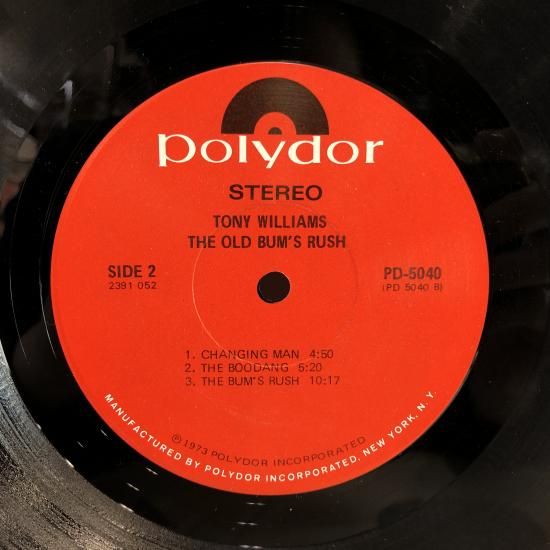 polydor
STEREO
TONY WILLIAMS
THE OLD BUM'S RUSH
SIDE 2
2391 052
PD-5040
(PD 5040 B)
1. CHANGING MAN 4:50
2. THE BOODANG 5:20
3. THE BUM'S RUSH 10:17
℗1973 POLYDOR INCORPORATED
MANUFACTURED BY POLYDOR INCORPORATED, NEW YORK, N.Y.